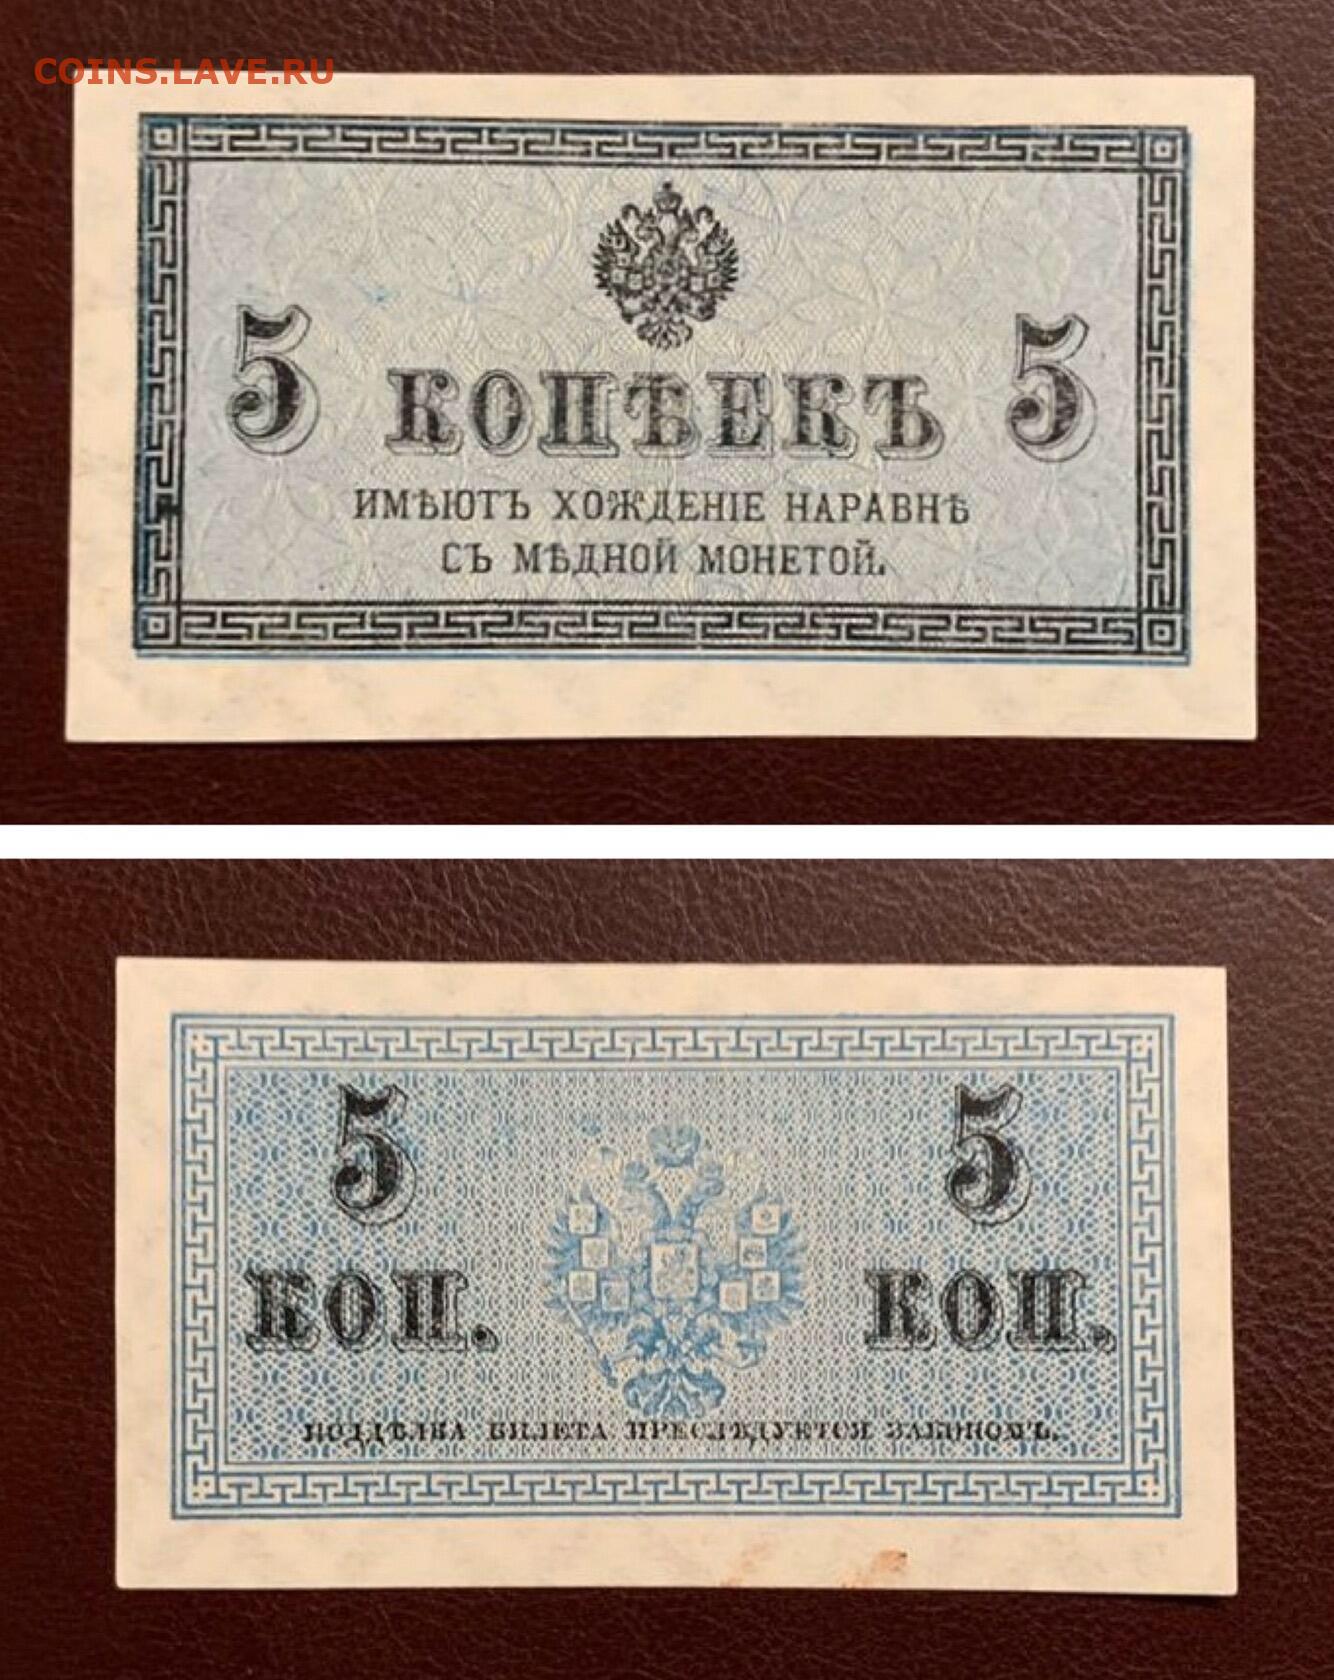 COINS.LAVE.RU
5 КОПѢЕКЪ 5
ИМѢЮТЪ ХОЖДЕНІЕ НАРАВНѢ
СЪ МѢДНОЙ МОНЕТОЙ.
5 5
КОП. КОП.
ПОДДѢЛКА БИЛЕТА ПРЕСЛѢДУЕТСЯ ЗАКОНОМЪ.